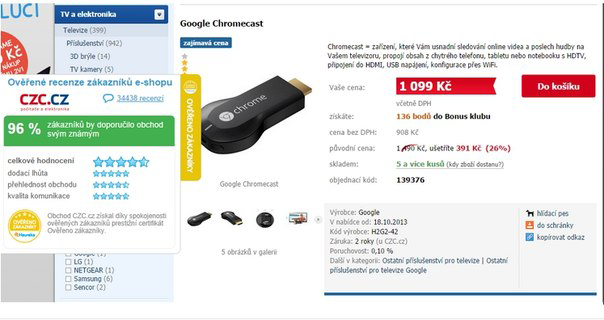 LUCI
TV a elektronika
Televize (399)
Příslušenství (942)
3D brýle (14)
TV kamery (5)
Ověřené recenze zákazníků e-shopu
CZC.CZ
počítače a elektronika
34438 recenzí
96 %
zákazníků by doporučilo obchod
svým známým
celkové hodnocení
dodací lhůta
přehlednost obchodu
kvalita komunikace
OVĚŘENO
ZÁKAZNÍKY
Heureka
Obchod CZC.cz získal díky spokojenosti
ověřených zákazníků prestižní certifikát
Ověřeno zákazníky.
Google (1)
LG (1)
NETGEAR (1)
Samsung (6)
Sencor (2)
OVĚŘENO ZÁKAZNÍKY
Google Chromecast
zajímavá cena
chrome
Google Chromecast
5 obrázků v galerii
Chromecast = zařízení, které Vám usnadní sledování online videa a poslech hudby na
Vašem televizoru, propojí obsah z chytrého telefonu, tabletu nebo notebooku s HDTV,
připojení do HDMI, USB napájení, konfigurace přes WiFi.
Vaše cena:
1 099 Kč
Do košíku
včetně DPH
získáte:
136 bodů do Bonus klubu
cena bez DPH:
908 Kč
původní cena:
1 490 Kč, ušetříte 391 Kč (26%)
skladem:
5 a více kusů (kdy zboží dostanu?)
objednací kód:
139376
Výrobce: Google
V nabídce od: 18.10.2013
Kód výrobce: H2G2-42
Záruka: 2 roky (u CZC.cz)
Poruchovost: 0,10 %
Další v kategorii: Ostatní příslušenství pro televize | Ostatní
příslušenství pro televize Google
hlídací pes
do schránky
kopírovat odkaz